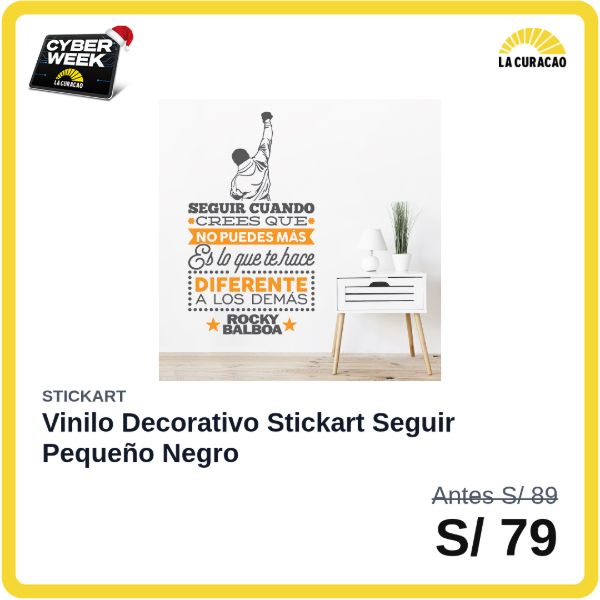 CYBER
WEEK
LA CURACAO
LA CURACAO
SEGUIR CUANDO
CREES QUE
NO PUEDES MÁS
Es lo que te hace
DIFERENTE
A LOS DEMÁS
ROCKY
BALBOA
STICKART
Vinilo Decorativo Stickart Seguir
Pequeño Negro
Antes S/ 89
S/ 79